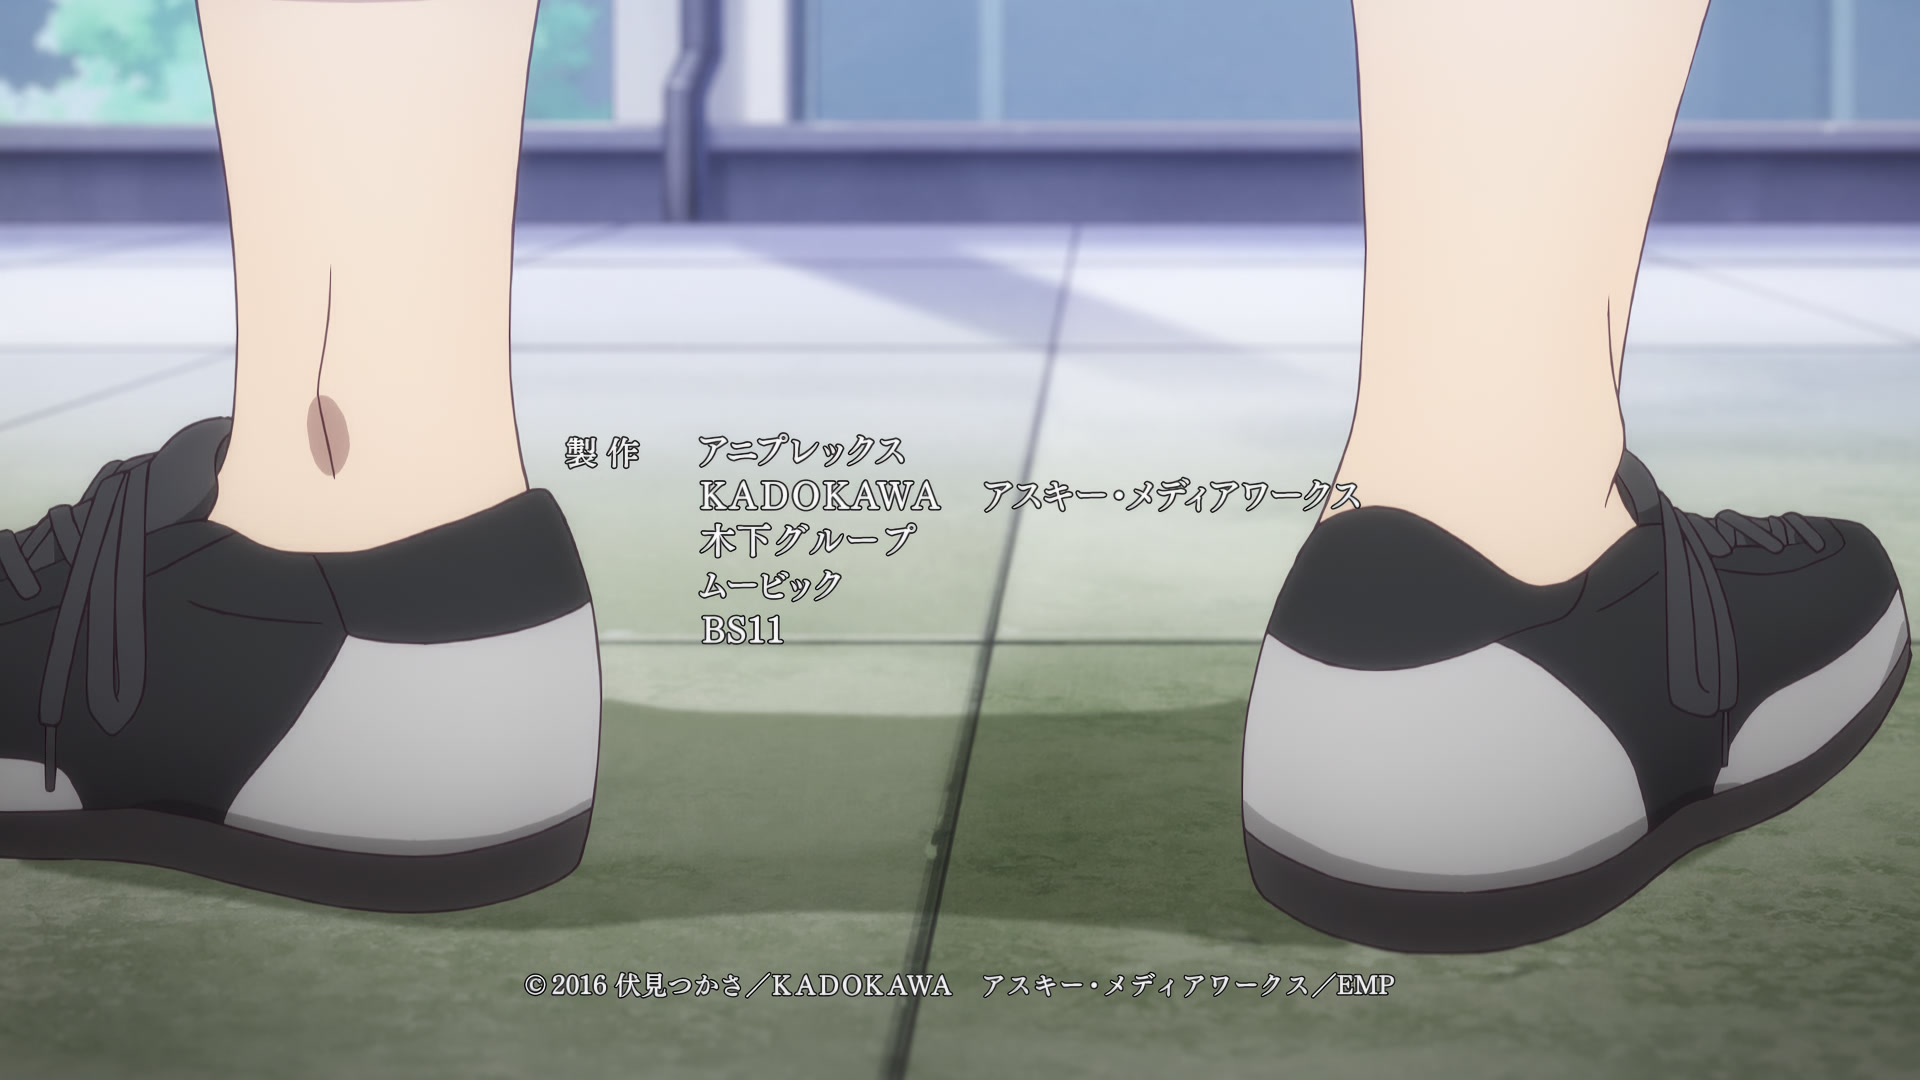 製作 アニプレックス
KADOKAWA アスキー・メディアワークス
木下グループ
ムービック
BS11
© 2016 伏見つかさ／KADOKAWA アスキー・メディアワークス／EMP